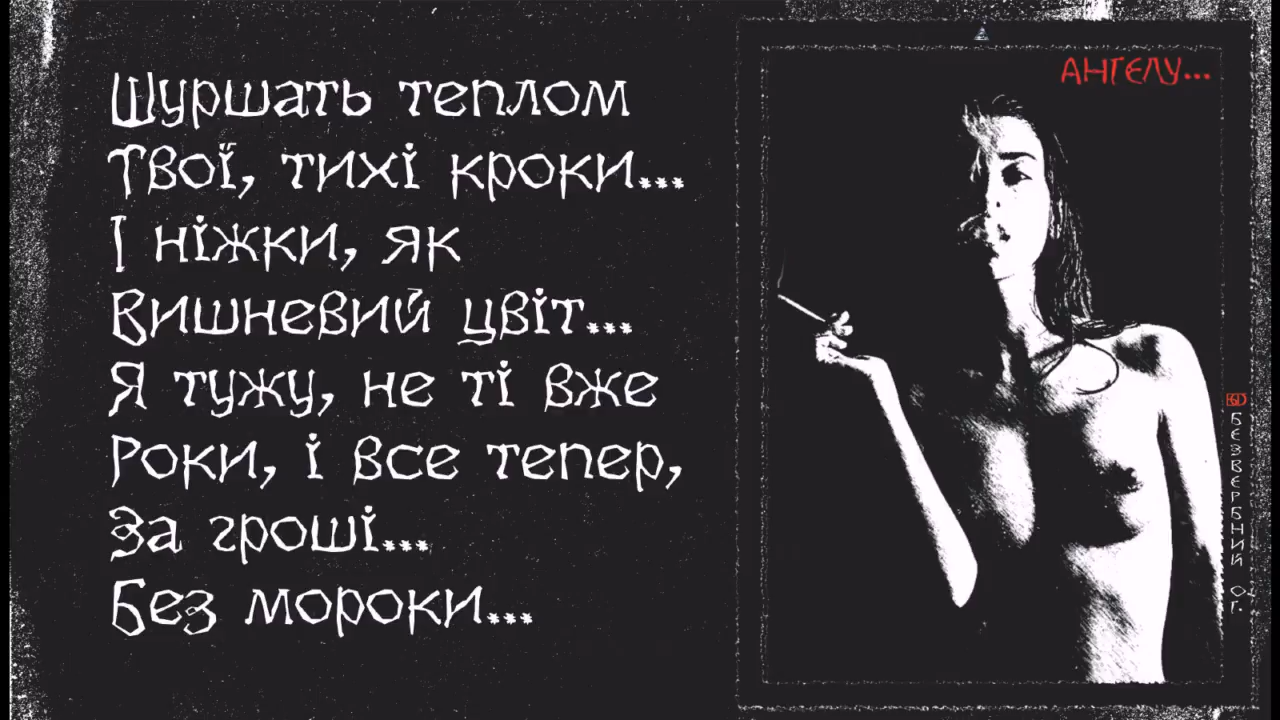 Шуршать теплом
Твої, тихі кроки...
І ніжки, як
Вишневий цвіт...
Я тужу, не ті вже
Роки, і все тепер,
За гроші...
Без мороки...
АНГЕЛУ...
БЕЗВЕРБНИЙ О.Г.